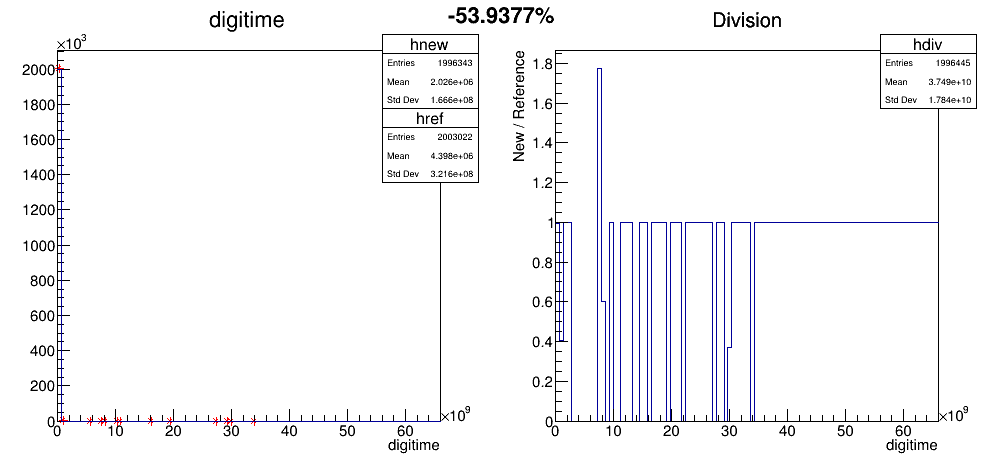 -53.9377%
digitime
hnew
Entries 1996343
Mean 2.026e+06
Std Dev 1.666e+08
href
Entries 2003022
Mean 4.398e+06
Std Dev 3.216e+08
×10³
2000
1800
1600
1400
1200
1000
800
600
400
200
0
0 10 20 30 40 50 60
×10⁹
digitime
Division
hdiv
Entries 1996445
Mean 3.749e+10
Std Dev 1.784e+10
New / Reference
1.8
1.6
1.4
1.2
1
0.8
0.6
0.4
0.2
0
0 10 20 30 40 50 60
×10⁹
digitime